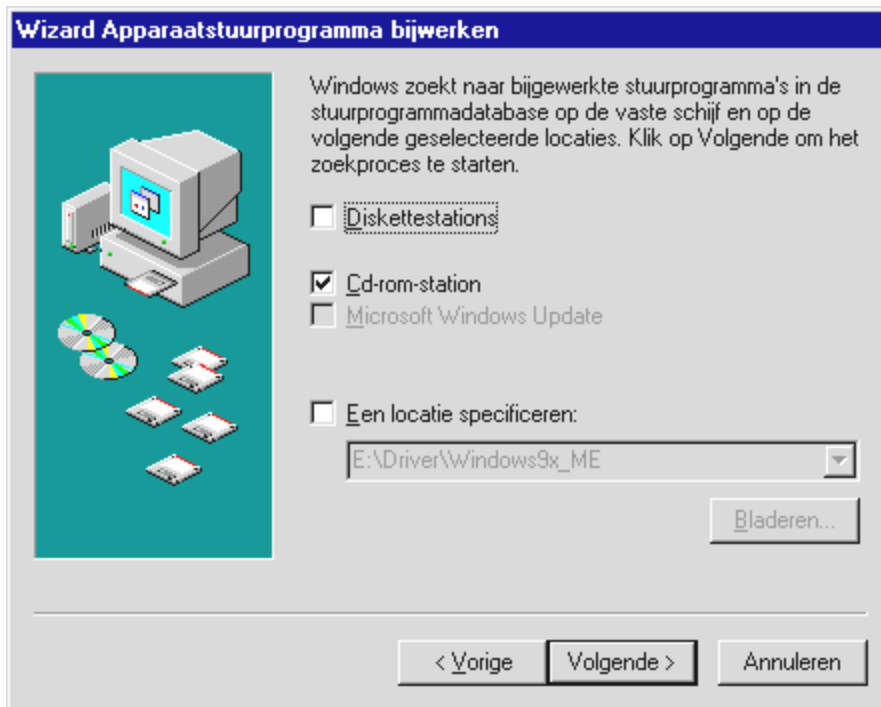 Wizard Apparaatstuurprogramma bijwerken
Windows zoekt naar bijgewerkte stuurprogramma's in de
stuurprogrammadatabase op de vaste schijf en op de
volgende geselecteerde locaties. Klik op Volgende om het
zoekproces te starten.
Diskettestations
Cd-rom-station
Microsoft Windows Update
Een locatie specificeren:
E:\Driver\Windows9x_ME
Bladeren...
< Vorige
Volgende >
Annuleren